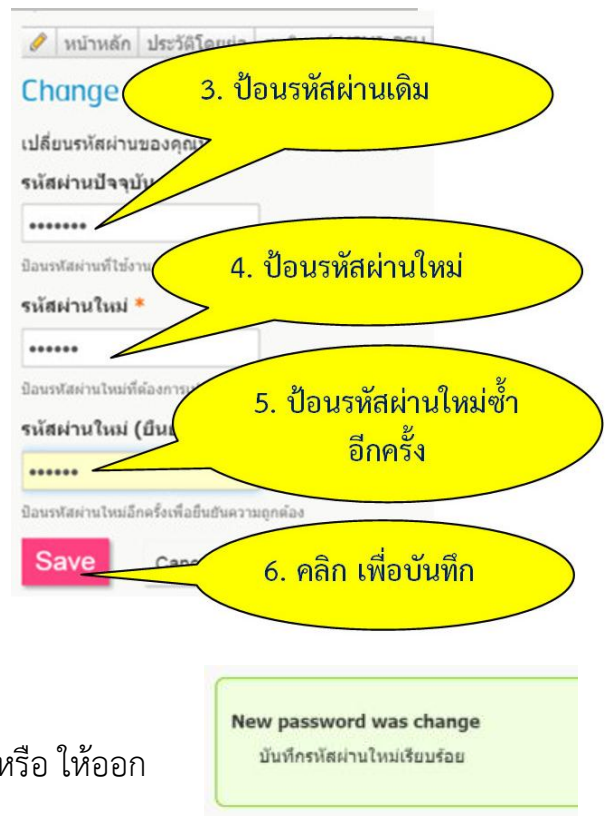 หน้าหลัก ประวัติโดยย่อ
Change
3. ป้อนรหัสผ่านเดิม
เปลี่ยนรหัสผ่านของคุณ
รหัสผ่านปัจจุบัน
•••••••
ป้อนรหัสผ่านที่ใช้งาน
4. ป้อนรหัสผ่านใหม่
รหัสผ่านใหม่ *
••••••
ป้อนรหัสผ่านใหม่ที่ต้องการ
5. ป้อนรหัสผ่านใหม่ซ้ำ
อีกครั้ง
รหัสผ่านใหม่ (ยืน
••••••
ป้อนรหัสผ่านใหม่อีกครั้งเพื่อยืนยันความถูกต้อง
Save
6. คลิก เพื่อบันทึก
New password was change
บันทึกรหัสผ่านใหม่เรียบร้อย
หรือ ให้ออก